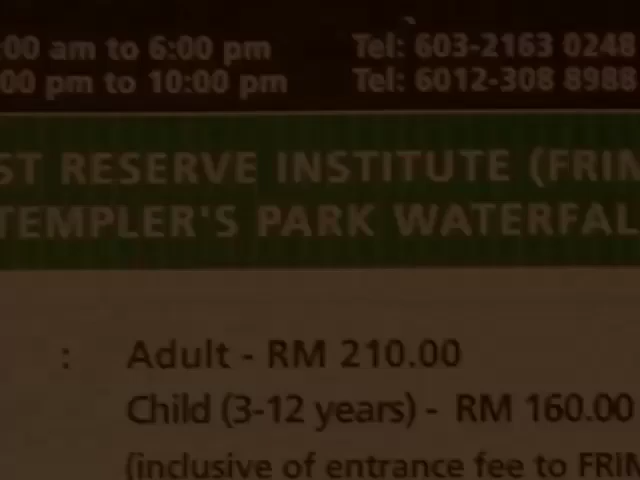 :00 am to 6:00 pm Tel: 603-2163 0248
00 pm to 10:00 pm Tel: 6012-308 8988
ST RESERVE INSTITUTE (FRIM
TEMPLER'S PARK WATERFAL
: Adult - RM 210.00
Child (3-12 years) - RM 160.00
(inclusive of entrance fee to FRIM